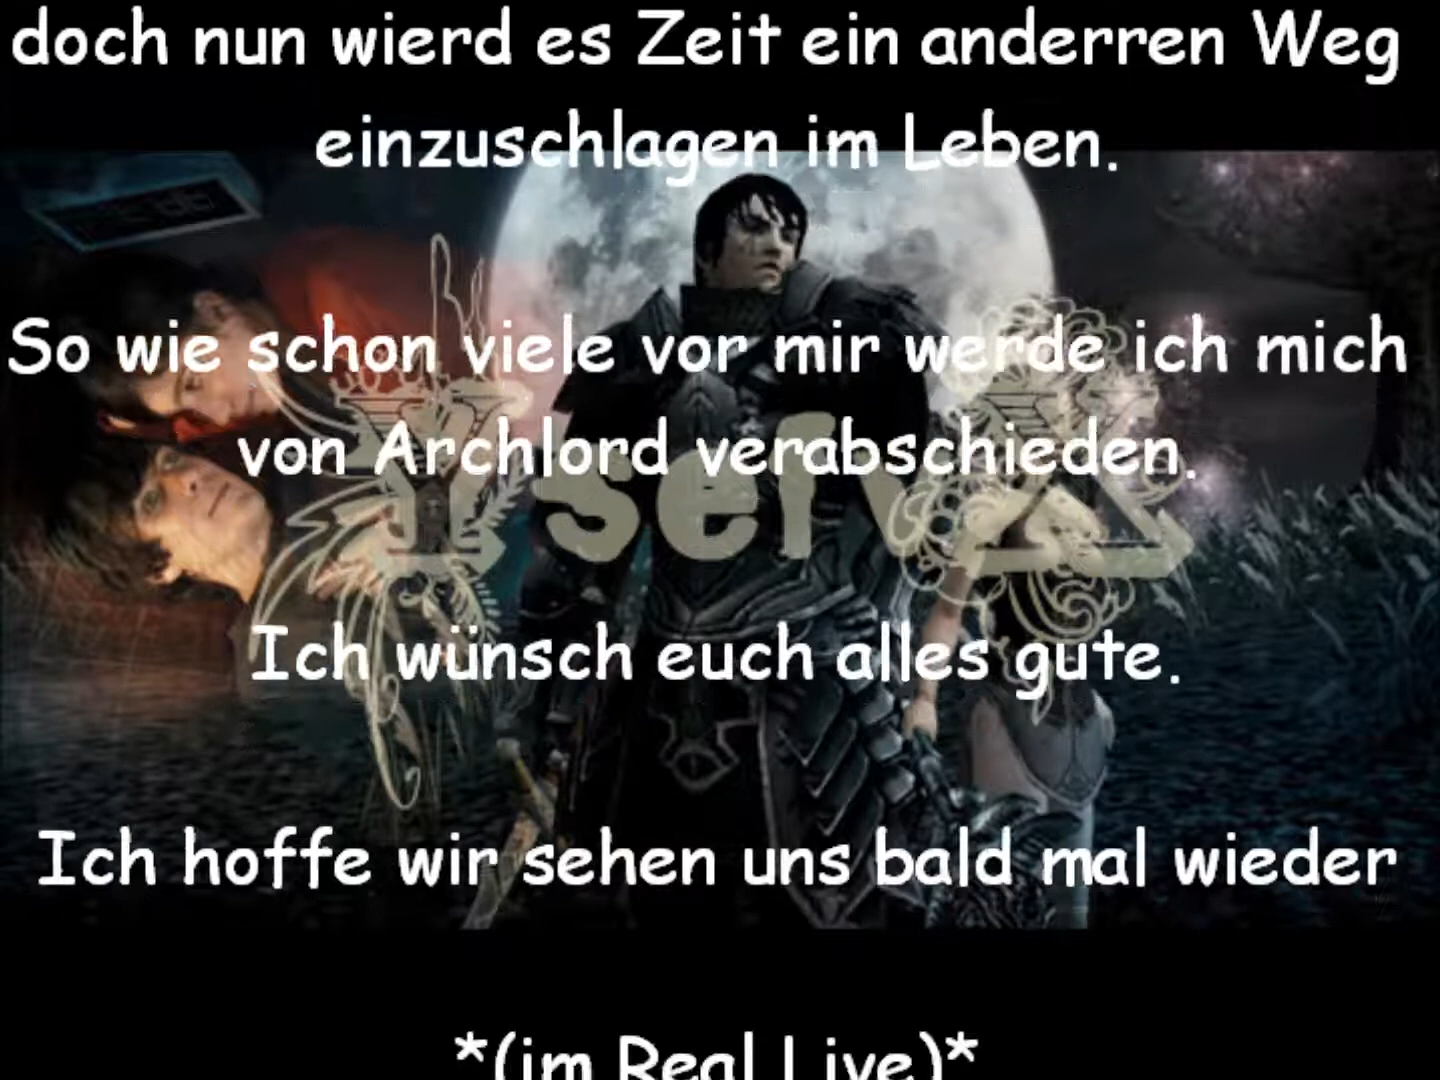 doch nun wierd es Zeit ein anderren Weg
einzuschlagen im Leben.
So wie schon viele vor mir werde ich mich
von Archlord verabschieden.
Ich wünsch euch alles gute.
Ich hoffe wir sehen uns bald mal wieder
*(im Real Live)*